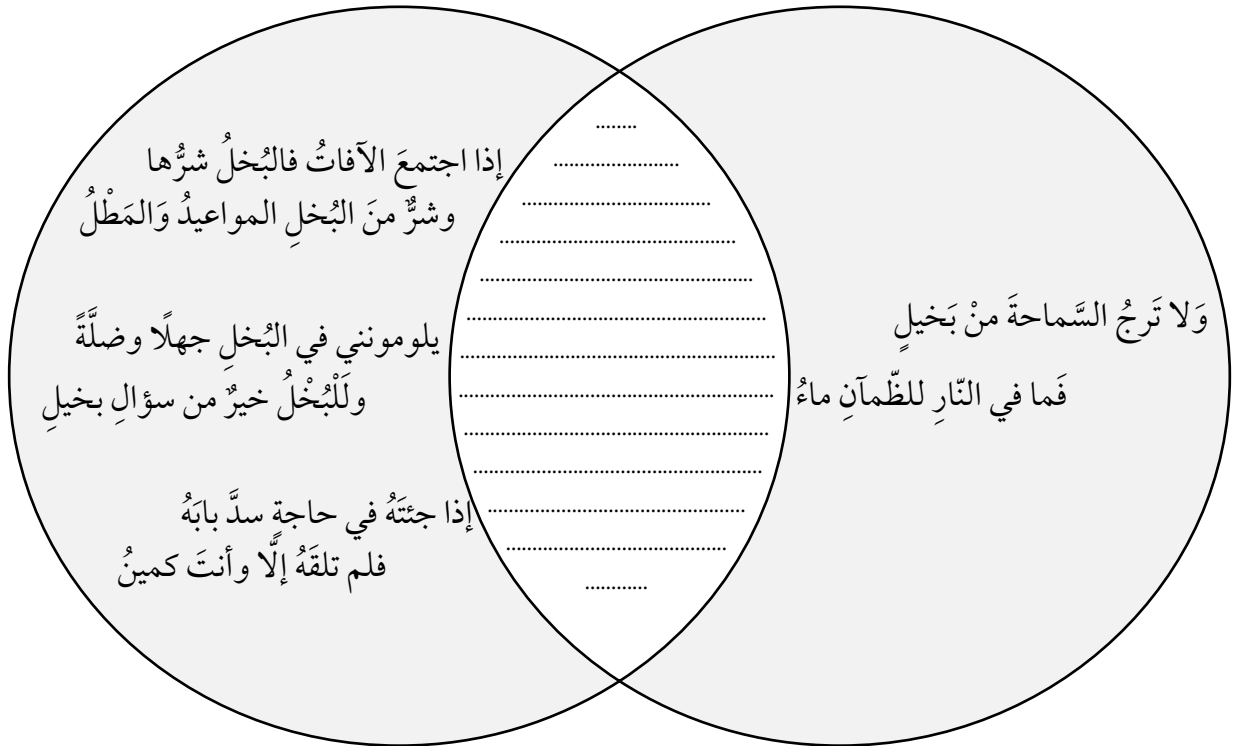 وَلا تَرجُ السَّماحةَ منْ بَخيلٍ
فَما في النّارِ للظّمآنِ ماءُ
إذا اجتمعَ الآفاتُ فالبُخلُ شرُّها
وشرٌّ منَ البُخلِ المواعيدُ وَالمَطْلُ
يلومونني في البُخلِ جهلًا وضلَّةً
ولَلْبُخْلُ خيرٌ من سؤالِ بخيلِ
إذا جئتَهُ في حاجةٍ سدَّ بابَهُ
فلم تلقَهُ إلَّا وأنتَ كمينُ